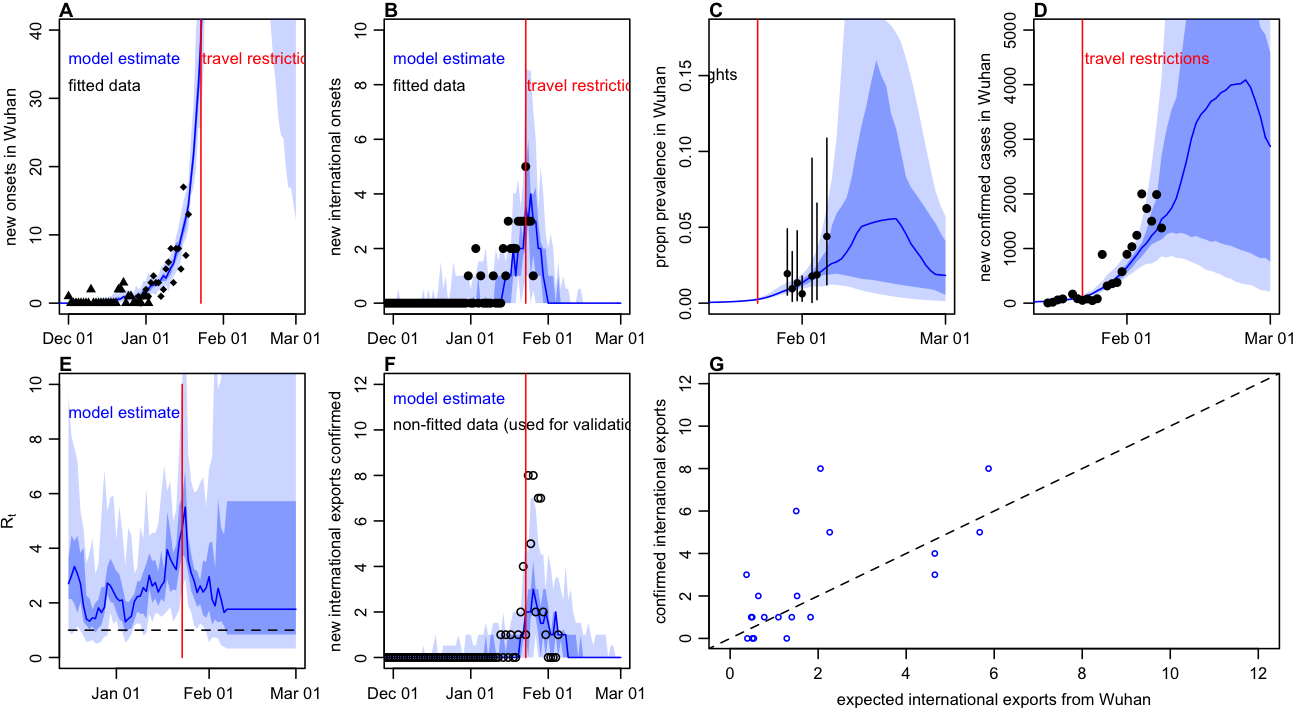 A
new onsets in Wuhan
40
30
20
10
0
model estimate
fitted data
travel restrictio
Dec 01 Jan 01 Feb 01 Mar 01
B
new international onsets
10
8
6
4
2
0
model estimate
fitted data
travel restrictio
Dec 01 Jan 01 Feb 01 Mar 01
C
propn prevalence in Wuhan
0.15
0.10
0.05
0.00
ghts
Feb 01 Mar 01
D
new confirmed cases in Wuhan
5000
4000
3000
2000
1000
0
travel restrictions
Feb 01 Mar 01
E
Rt
10
8
6
4
2
0
model estimate
Jan 01 Feb 01 Mar 01
F
new international exports confirmed
12
10
8
6
4
2
0
model estimate
non-fitted data (used for validatio
Dec 01 Jan 01 Feb 01 Mar 01
G
confirmed international exports
12
10
8
6
4
2
0
0 2 4 6 8 10 12
expected international exports from Wuhan